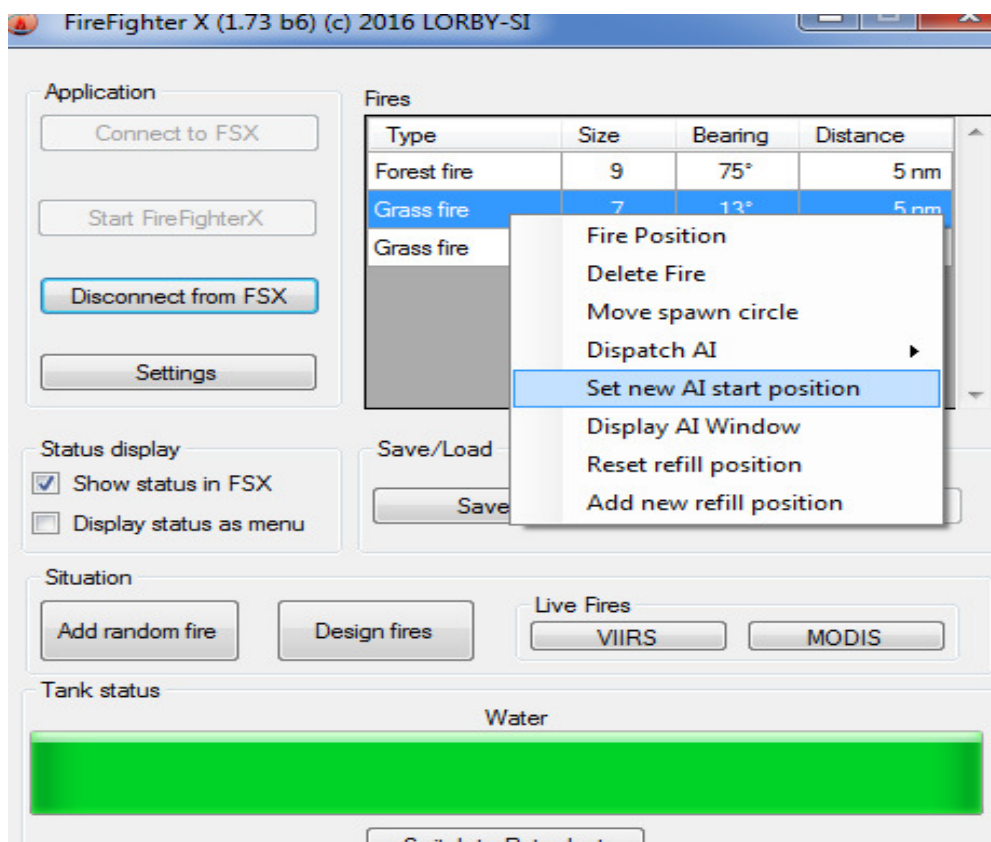 FireFighter X (1.73 b6) (c) 2016 LORBY-SI
Application
Connect to FSX
Start FireFighterX
Disconnect from FSX
Settings
Fires
Type Size Bearing Distance
Forest fire 9 75° 5 nm
Grass fire 7 13° 5 nm
Grass fire
Fire Position
Delete Fire
Move spawn circle
Dispatch AI
Set new AI start position
Display AI Window
Reset refill position
Add new refill position
Status display
Show status in FSX
Display status as menu
Save/Load
Save
Situation
Add random fire
Design fires
Live Fires
VIIRS
MODIS
Tank status
Water